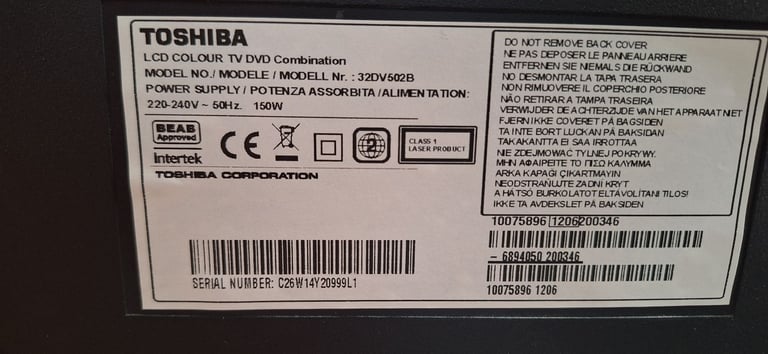 TOSHIBA
LCD COLOUR TV DVD Combination
MODEL NO./ MODELE / MODELL Nr. : 32DV502B
POWER SUPPLY / POTENZA ASSORBITA / ALIMENTATION:
220-240V ~ 50Hz. 150W
BEAB
Approved
Intertek
CE
2
CLASS 1
LASER PRODUCT
TOSHIBA CORPORATION
SERIAL NUMBER: C26W14Y20999L1
DO NOT REMOVE BACK COVER
NE PAS DEPOSER LE PANNEAU ARRIERE
ENTFERNEN SIE NIEMALS DIE RÜCKWAND
NO DESMONTAR LA TAPA TRASERA
NON RIMUOVERE IL COPERCHIO POSTERIORE
NÃO RETIRAR A TAMPA TRASEIRA
VERWIJDER DE ACHTERZIJDE VAN HET APPARAAT NIET
FJERN IKKE COVERET PÅ BAGSIDEN
TA INTE BORT LUCKAN PÅ BAKSIDAN
TAKAKANTTA EI SAA IRROTTAA
NIE ZDEJMOWAC TYLNEJ POKRYWY.
ΜΗΝ ΑΦΑΙΡΕΙΤΕ ΤΟ ΠΙΣΩ ΚΑΛΥΜΜΑ
ARKA KAPAGI ÇIKARTMAYIN
NEODSTRAŇUTE ZADNÍ KRYT
A HÁTSÓ BURKOLATOT ELTÁVOLÍTANI TILOS!
IKKE TA AVDEKSLET PÅ BAKSIDEN
10075896 1206200346
- 6894050 200346
10075896 1206